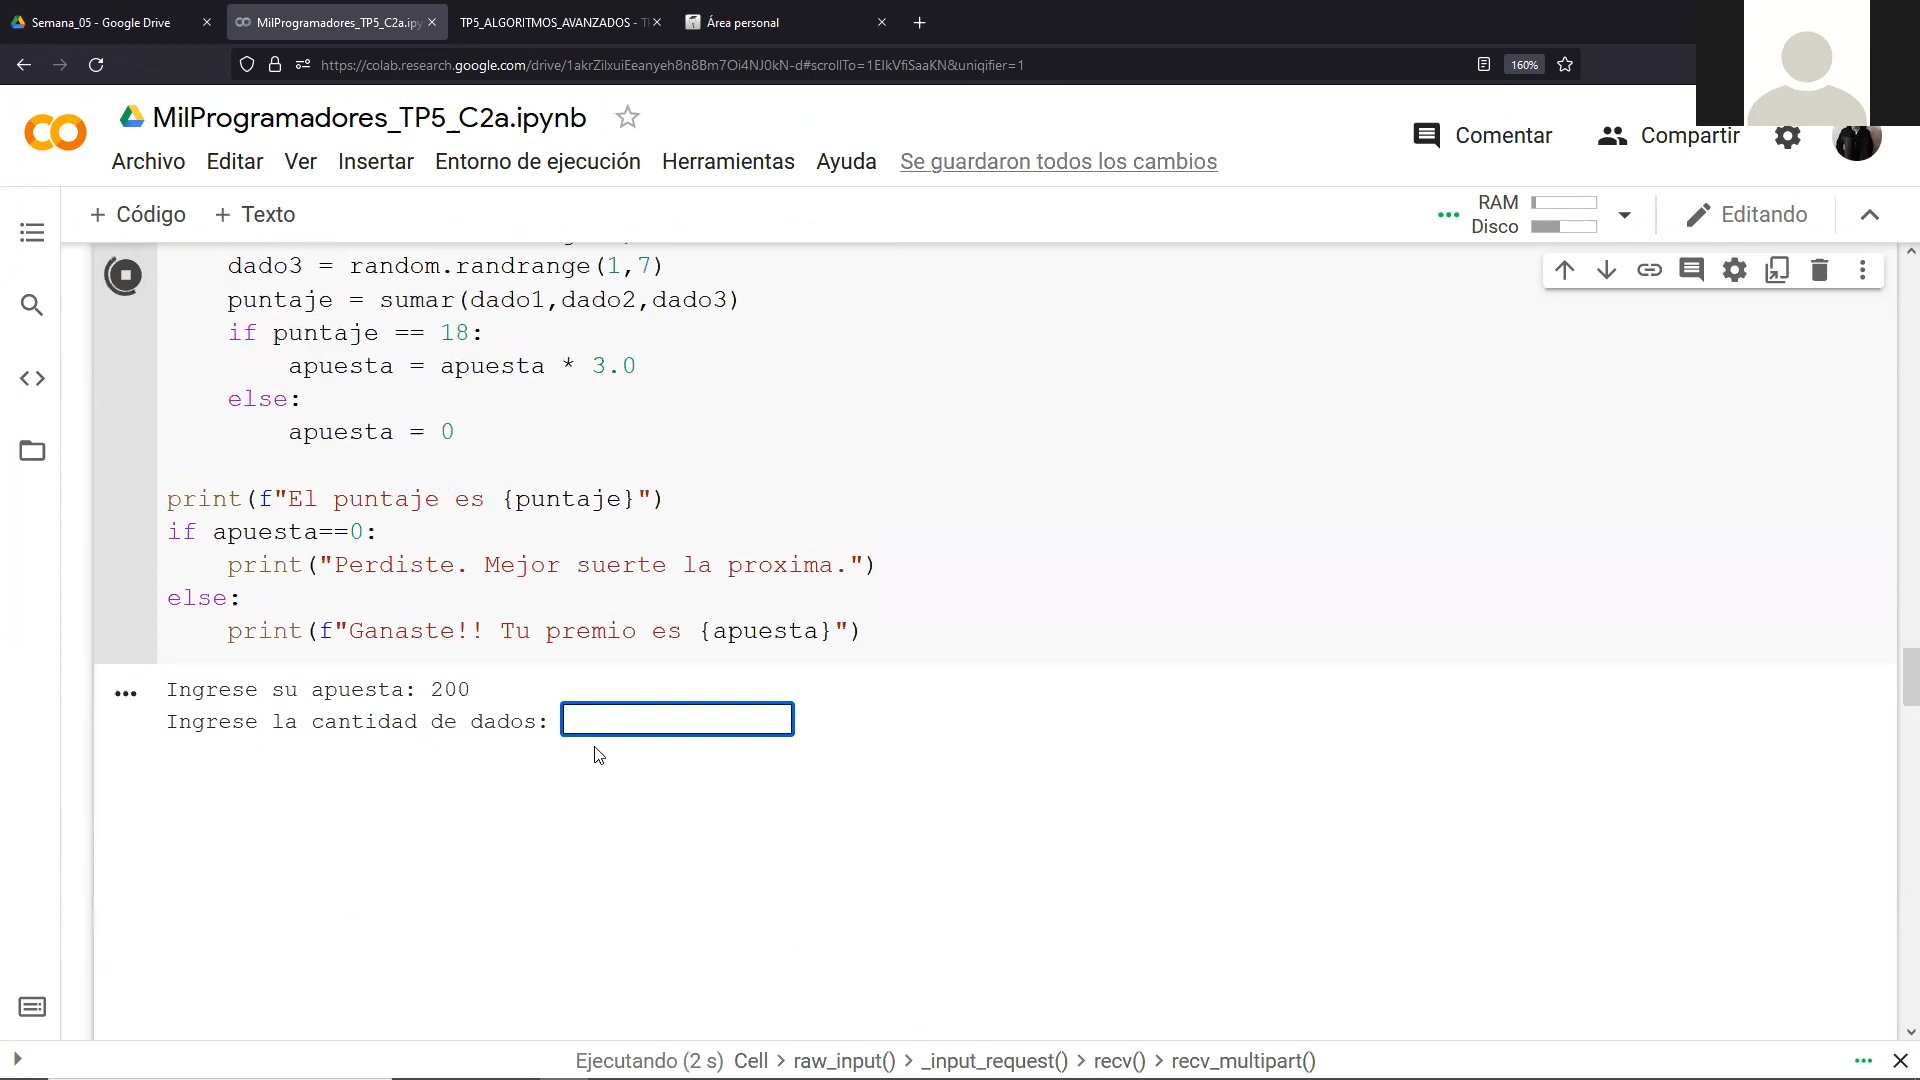 Semana_05 - Google Drive
MilProgramadores_TP5_C2a.ipy
TP5_ALGORITMOS_AVANZADOS -
Área personal
https://colab.research.google.com/drive/1akrZilxuiEeanyeh8n8Bm7Oi4NJ0kN-d#scrollTo=1EIkVfiSaaKN&uniqifier=1
160%
MilProgramadores_TP5_C2a.ipynb
Comentar
Compartir
Archivo Editar Ver Insertar Entorno de ejecución Herramientas Ayuda Se guardaron todos los cambios
+ Código + Texto
RAM
Disco
Editando
dado3 = random.randrange(1,7)
puntaje = sumar(dado1,dado2,dado3)
if puntaje == 18:
apuesta = apuesta * 3.0
else:
apuesta = 0
print(f"El puntaje es {puntaje}")
if apuesta==0:
print("Perdiste. Mejor suerte la proxima.")
else:
print(f"Ganaste!! Tu premio es {apuesta}")
Ingrese su apuesta: 200
Ingrese la cantidad de dados:
Ejecutando (2 s) Cell > raw_input() > _input_request() > recv() > recv_multipart()